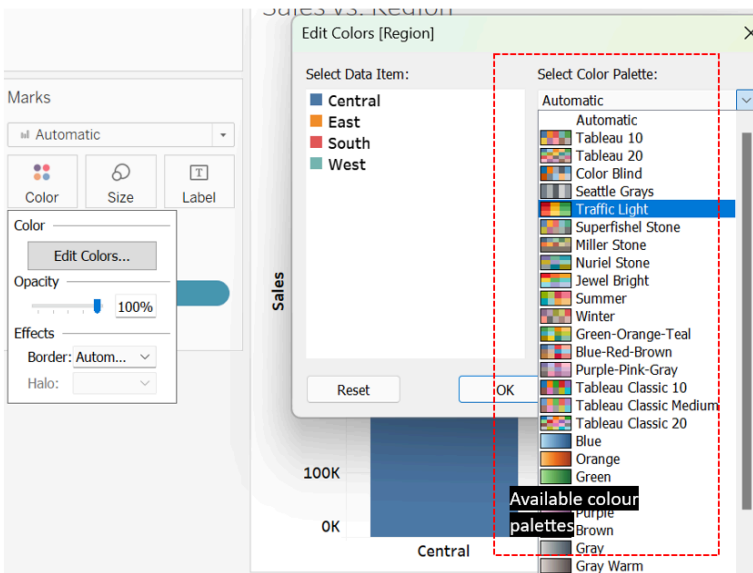 Sales vs. Region
Edit Colors [Region]
Select Data Item:
Central
East
South
West
Select Color Palette:
Automatic
Automatic
Tableau 10
Tableau 20
Color Blind
Seattle Grays
Traffic Light
Superfishel Stone
Miller Stone
Nuriel Stone
Jewel Bright
Summer
Winter
Green-Orange-Teal
Blue-Red-Brown
Purple-Pink-Gray
Tableau Classic 10
Tableau Classic Medium
Tableau Classic 20
Blue
Orange
Green
Purple
Brown
Gray
Gray Warm
Available colour
palettes
Reset
OK
Marks
Automatic
Color
Size
T
Label
Color
Edit Colors...
Opacity
100%
Effects
Border: Autom...
Halo:
Sales
100K
0K
Central